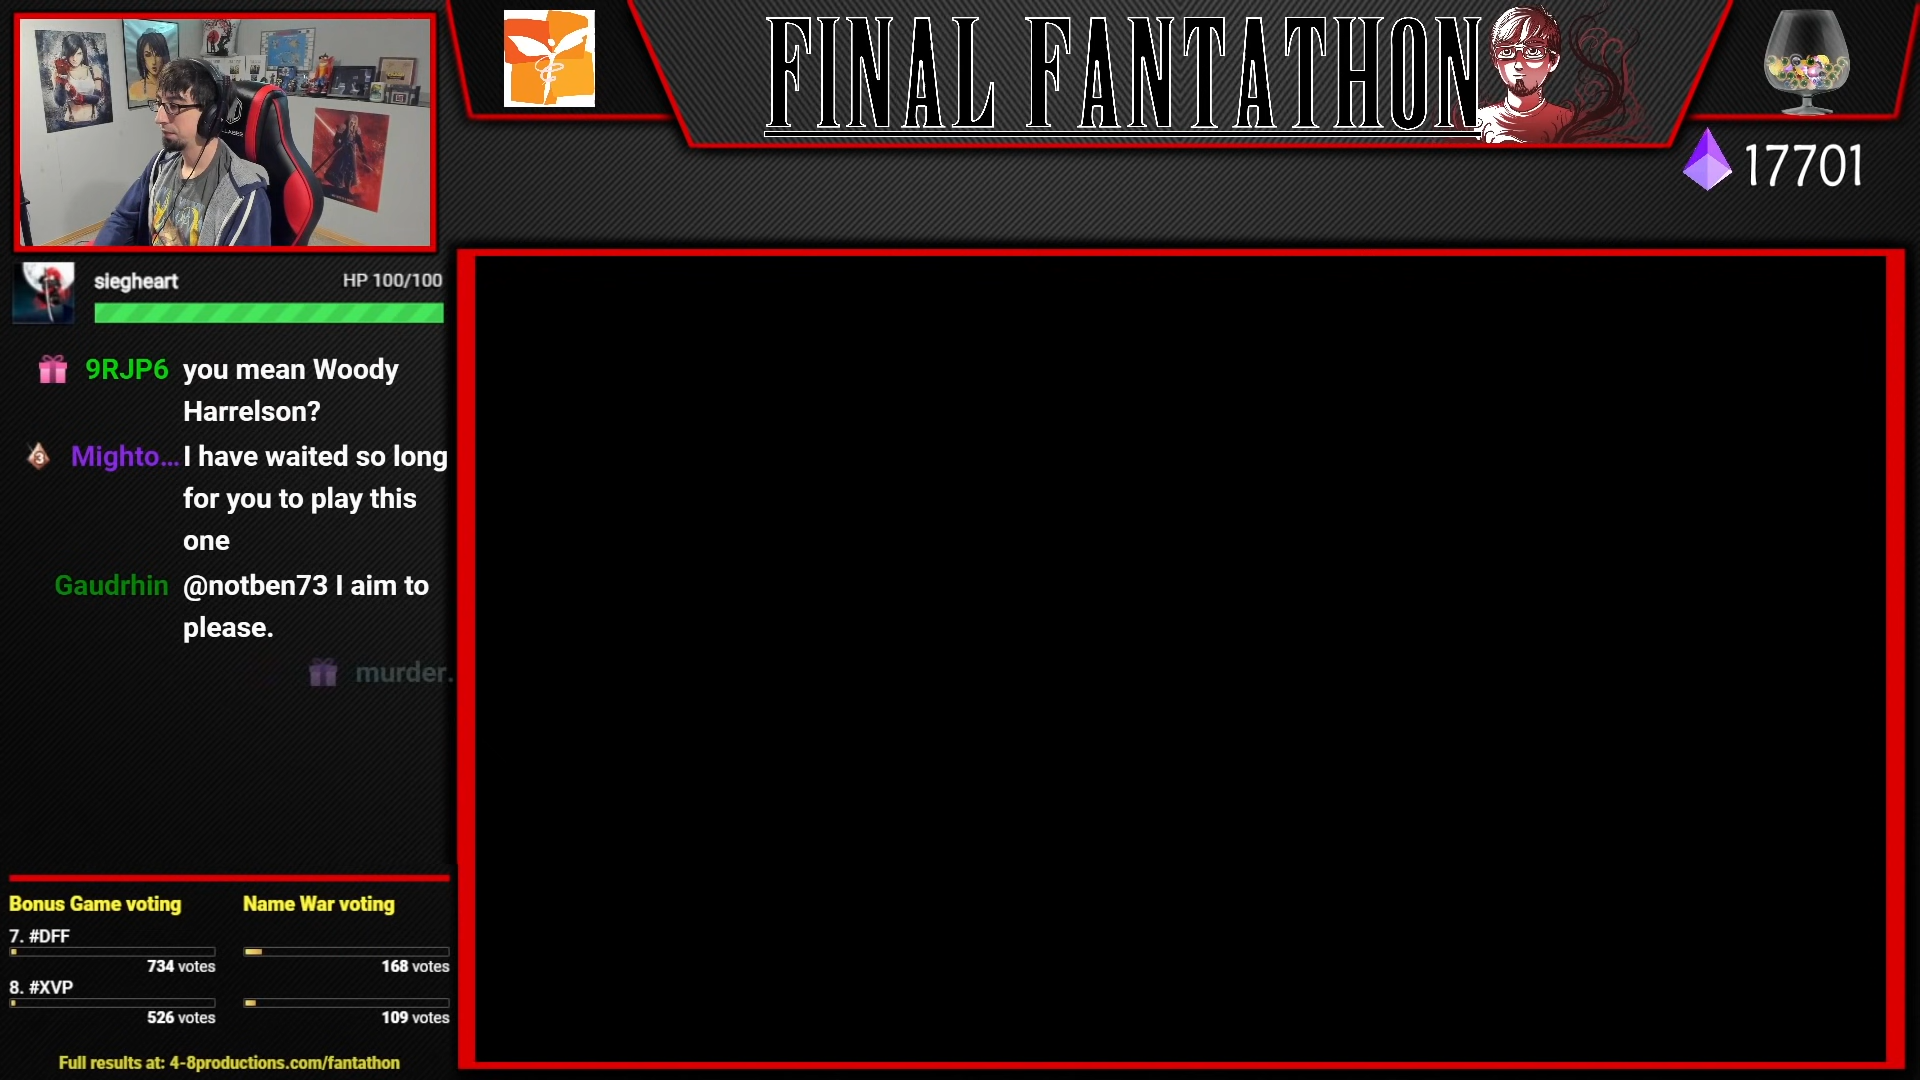 FINAL FANTATHON
17701
siegheart HP 100/100
9RJP6 you mean Woody
Harrelson?
Mighto... I have waited so long
for you to play this
one
Gaudrhin @notben73 I aim to
please.
murder.
Bonus Game voting Name War voting
7. #DFF
734 votes 168 votes
8. #XVP
526 votes 109 votes
Full results at: 4-8productions.com/fantathon